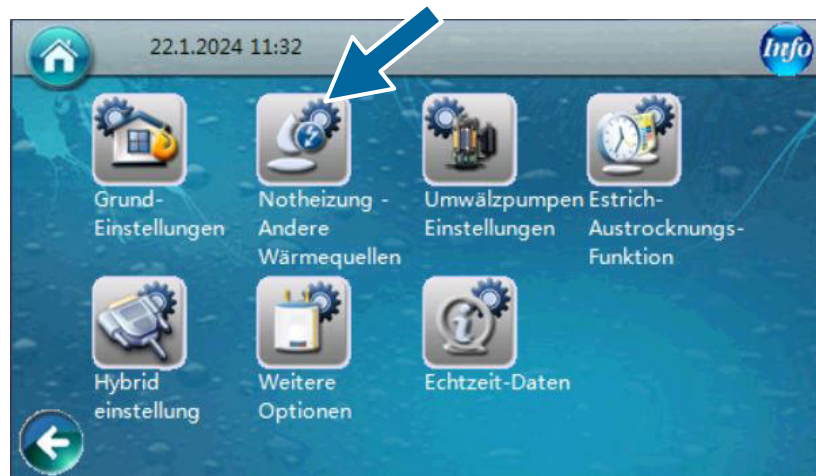 22.1.2024 11:32
Info
Grund-
Einstellungen
Notheizung -
Andere
Wärmequellen
Umwälzpumpen
Einstellungen
Estrich-
Austrocknungs-
Funktion
Hybrid
einstellung
Weitere
Optionen
Echtzeit-Daten